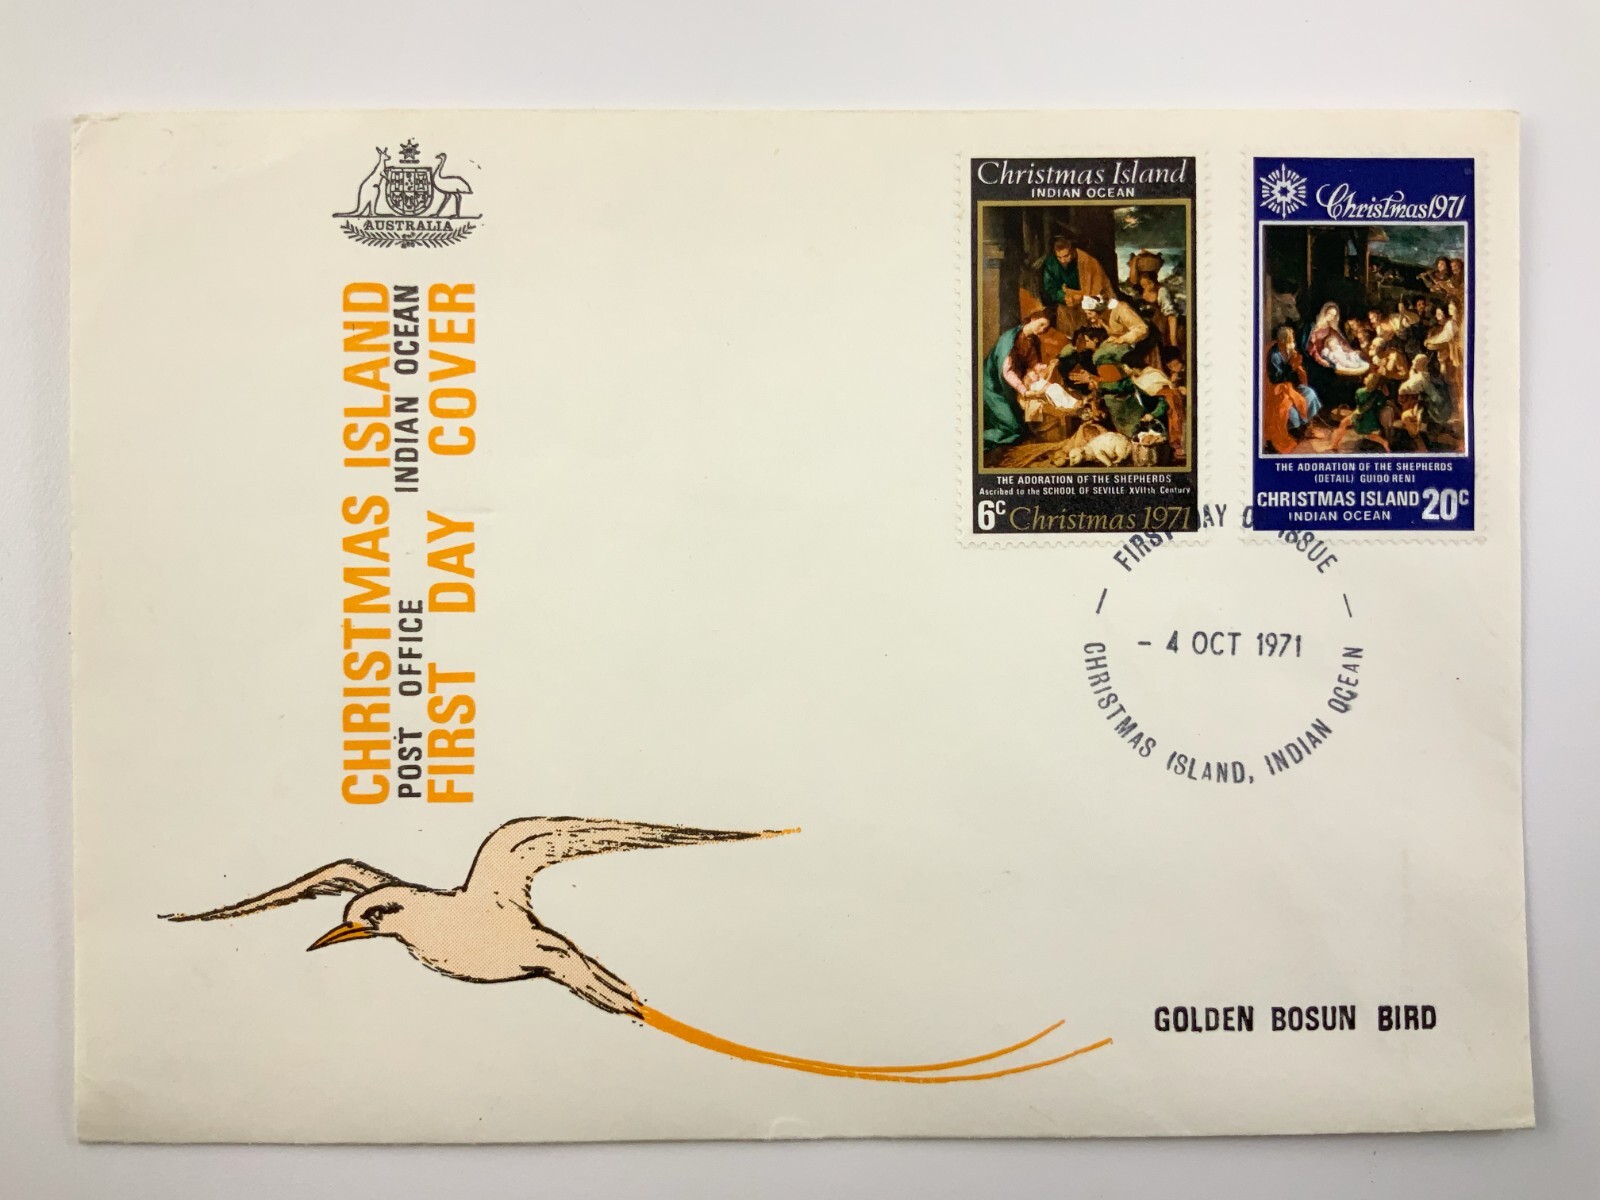 AUSTRALIA
CHRISTMAS ISLAND
POST OFFICE INDIAN OCEAN
FIRST DAY COVER
Christmas Island
INDIAN OCEAN
THE ADORATION OF THE SHEPHERDS
Ascribed to the SCHOOL OF SEVILLE XVIIth Century
6c Christmas 1971
Christmas 1971
THE ADORATION OF THE SHEPHERDS
(DETAIL) GUIDO RENI
CHRISTMAS ISLAND 20c
INDIAN OCEAN
FIRST DAY OF ISSUE
- 4 OCT 1971
CHRISTMAS ISLAND, INDIAN OCEAN
GOLDEN BOSUN BIRD